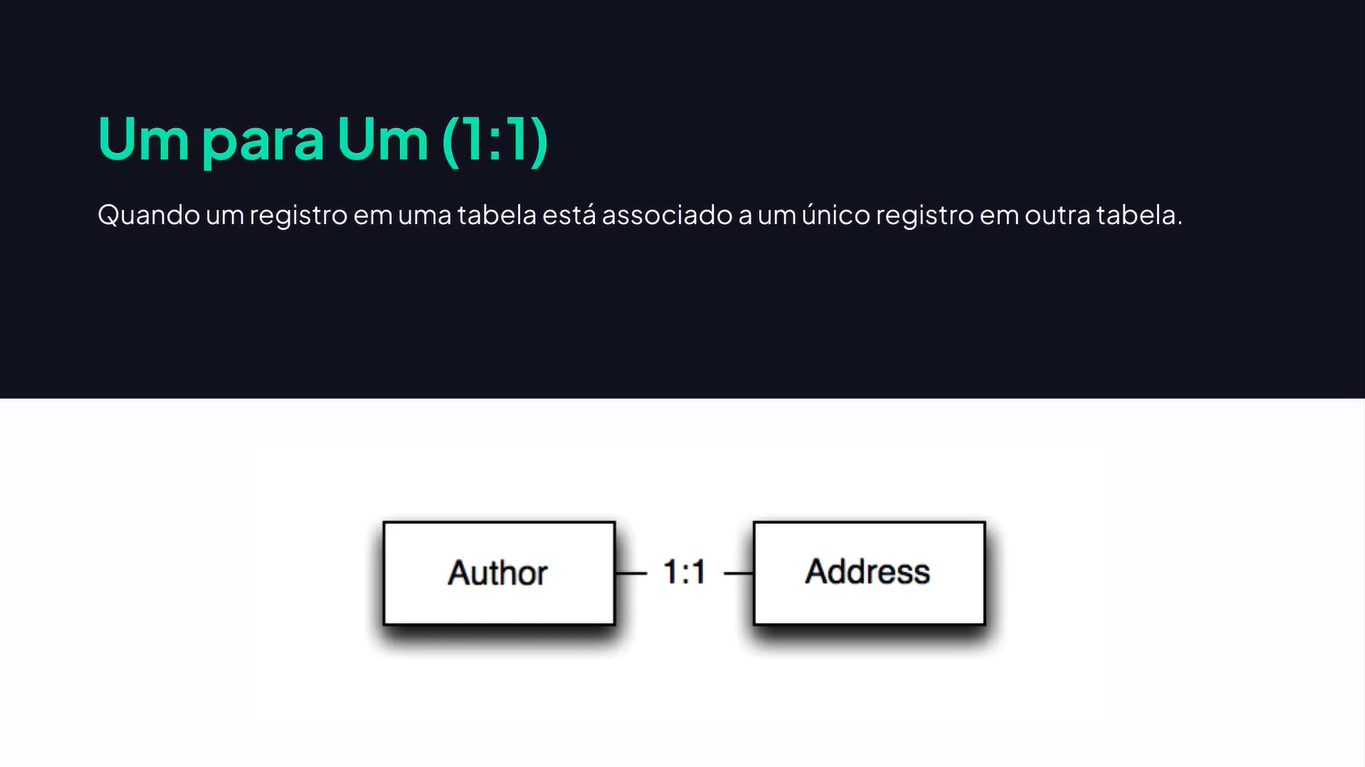 Um para Um (1:1)
Quando um registro em uma tabela está associado a um único registro em outra tabela.
Author 1:1 Address